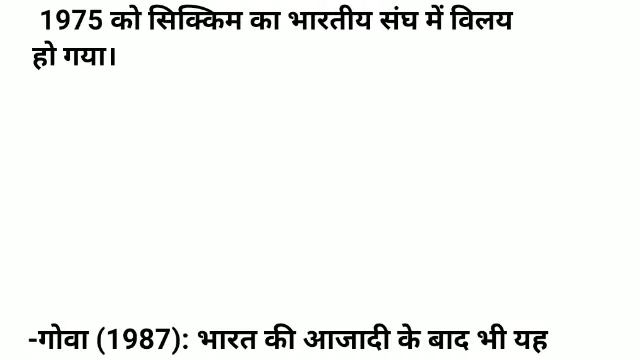 1975 को सिक्किम का भारतीय संघ में विलय
हो गया।
-गोवा (1987): भारत की आजादी के बाद भी यह